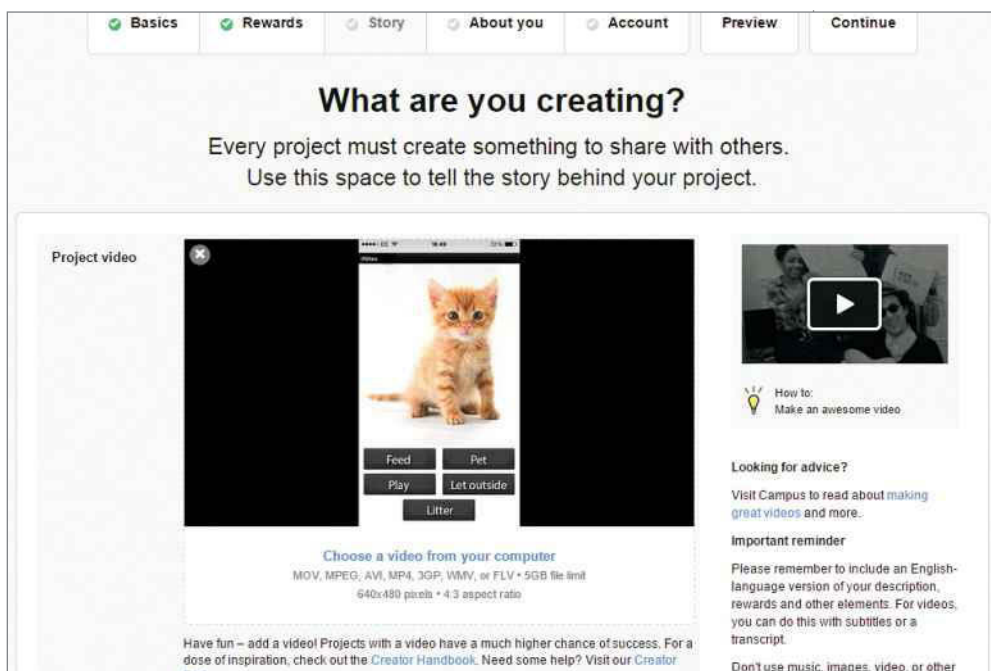 Basics Rewards Story About you Account Preview Continue
What are you creating?
Every project must create something to share with others.
Use this space to tell the story behind your project.
Project video
Feed Pet
Play Let outside
Litter
Choose a video from your computer
MOV, MPEG, AVI, MP4, 3GP, WMV, or FLV • 5GB file limit
640x480 pixels • 4:3 aspect ratio
Have fun – add a video! Projects with a video have a much higher chance of success. For a
dose of inspiration, check out the Creator Handbook. Need some help? Visit our Creator
How to:
Make an awesome video
Looking for advice?
Visit Campus to read about making
great videos and more.
Important reminder
Please remember to include an English-
language version of your description,
rewards and other elements. For videos,
you can do this with subtitles or a
transcript.
Don't use music, images, video, or other